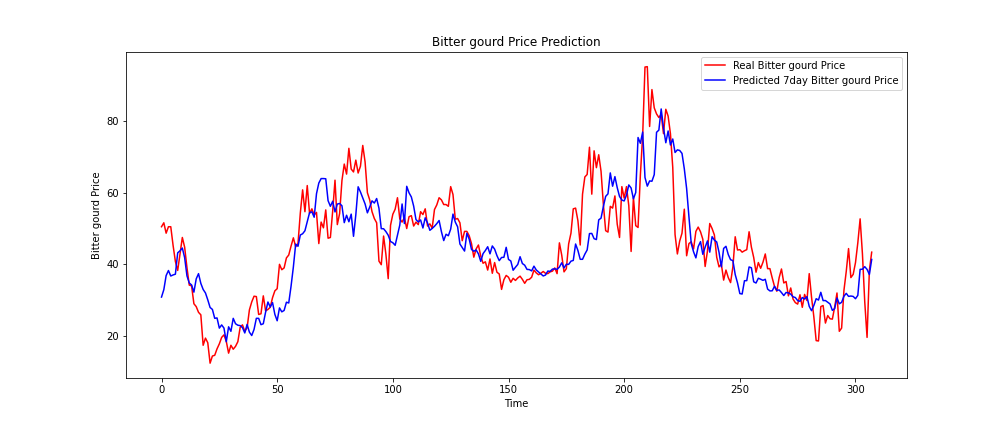 Bitter gourd Price Prediction
Real Bitter gourd Price
Predicted 7day Bitter gourd Price
Bitter gourd Price
80
60
40
20
0
50
100
150
200
250
300
Time